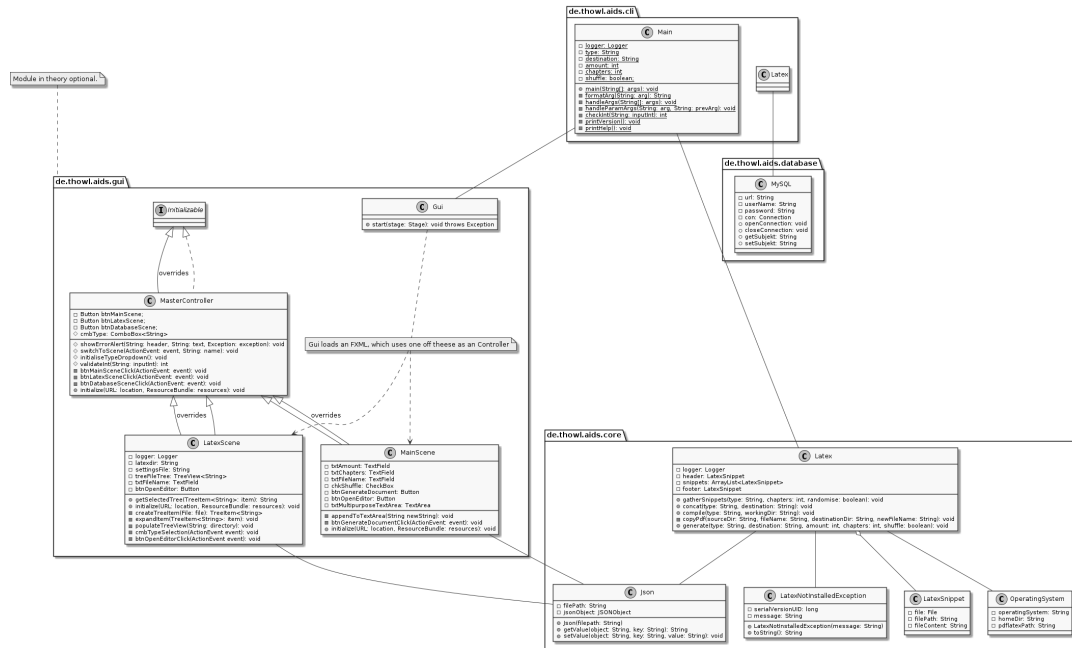 de.thowl.aids.cli
Main
logger: Logger
type: String
destination: String
amount: int
chapters: int
shuffle: boolean;
main(String[] args): void
formatArg(String: arg): String
handleArgs(String[] args): void
handleParamArgs(String: arg, String: prevArg): void
checkInt(String: inputInt): int
printVersion(): void
printHelp(): void
Latex
Module in theory optional.
de.thowl.aids.database
MySQL
url: String
userName: String
password: String
con: Connection
openConnection: void
closeConnection: void
getSubjekt: String
setSubjekt: String
de.thowl.aids.gui
Initializable
Gui
start(stage: Stage): void throws Exception
overrides
MasterController
Button btnMainScene;
Button btnLatexScene;
Button btnDatabaseScene;
cmbType: ComboBox<String>
showErrorAlert(String: header, String: text, Exception: exception): void
switchToScene(ActionEvent: event, String: name): void
initialiseTypeDropdown(): void
validateInt(String: inputInt): int
btnMainSceneClick(ActionEvent: event): void
btnLatexSceneClick(ActionEvent: event): void
btnDatabaseSceneClick(ActionEvent: event): void
initialize(URL: location, ResourceBundle: resources): void
Gui loads an FXML, which uses one off theese as an Controller
overrides
overrides
LatexScene
logger: Logger
latexdir: String
settingsFile: String
treeFileTree: TreeView<String>
txtFileName: TextField
btnOpenEditor: Button
getSelectedTree(TreeItem<String>: item): String
initialize(URL: location, ResourceBundle: resources): void
createTreeItem(File: file): TreeItem<String>
expandItem(TreeItem<String>: item): void
populateTreeView(String: directory): void
cmbTypeSelection(ActionEvent event): void
btnOpenEditorClick(ActionEvent event): void
MainScene
txtAmount: TextField
txtChapters: TextField
txtFileName: TextField
chkShuffle: CheckBox
btnGenerateDocument: Button
btnOpenEditor: Button
txtMultipurposeTextArea: TextArea
appendToTextArea(String newString): void
btnGenerateDocumentClick(ActionEvent: event): void
initialize(URL: location, ResourceBundle: resources): void
de.thowl.aids.core
Latex
logger: Logger
header: LatexSnippet
snippets: ArrayList<LatexSnippet>
footer: LatexSnippet
gatherSnippets(type: String, chapters: int, randomise: boolean): void
concat(type: String, destination: String): void
compile(type: String, workingDir: String): void
copyPdf(sourceDir: String, fileName: String, destinationDir: String, newFileName: String): void
generate(type: String, destination: String, amount: int, chapters: int, shuffle: boolean): void
Json
filePath: String
jsonObject: JSONObject
Json(filepath: String)
getValue(object: String, key: String): String
setValue(object: String, key: String, value: String): void
LatexNotInstalledException
serialVersionUID: long
message: String
LatexNotInstalledException(message: String)
toString(): String
LatexSnippet
file: File
filePath: String
fileContent: String
OperatingSystem
operatingSystem: String
homeDir: String
pdflatexPath: String